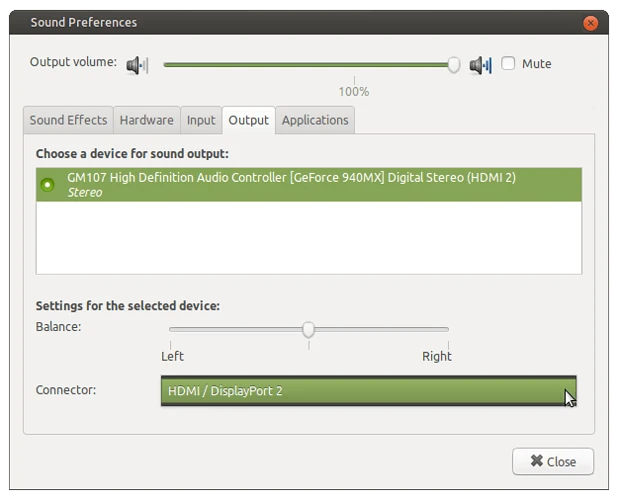 Sound Preferences
Output volume:
Mute
100%
Sound Effects Hardware Input Output Applications
Choose a device for sound output:
GM107 High Definition Audio Controller [GeForce 940MX] Digital Stereo (HDMI 2)
Stereo
Settings for the selected device:
Balance:
Left Right
Connector: HDMI / DisplayPort 2
Close